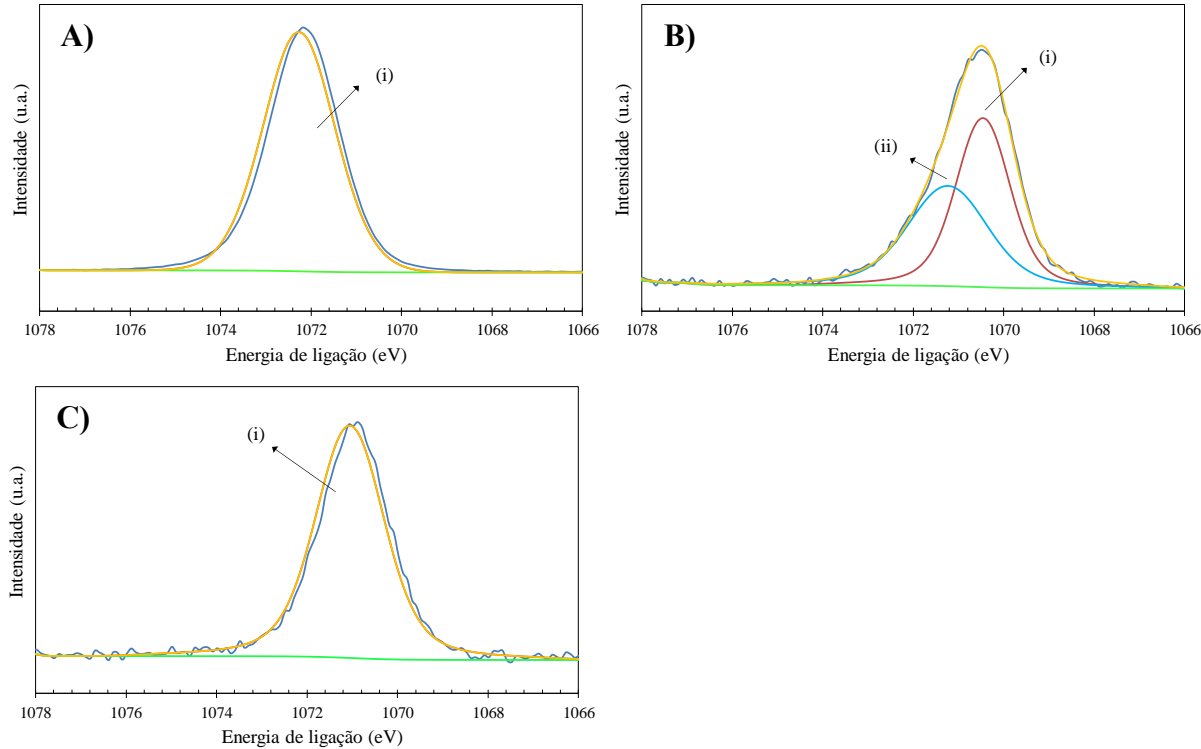 A)
(i)
Intensidade (u.a.)
1078 1076 1074 1072 1070 1068 1066
Energia de ligação (eV)
B)
(i)
(ii)
Intensidade (u.a.)
1078 1076 1074 1072 1070 1068 1066
Energia de ligação (eV)
C)
(i)
Intensidade (u.a.)
1078 1076 1074 1072 1070 1068 1066
Energia de ligação (eV)